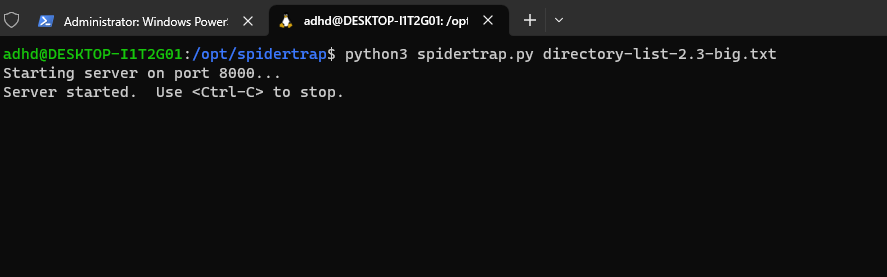 Administrator: Windows Power
adhd@DESKTOP-I1T2G01: /opt
adhd@DESKTOP-I1T2G01:/opt/spidertrap$ python3 spidertrap.py directory-list-2.3-big.txt
Starting server on port 8000...
Server started.  Use <Ctrl-C> to stop.